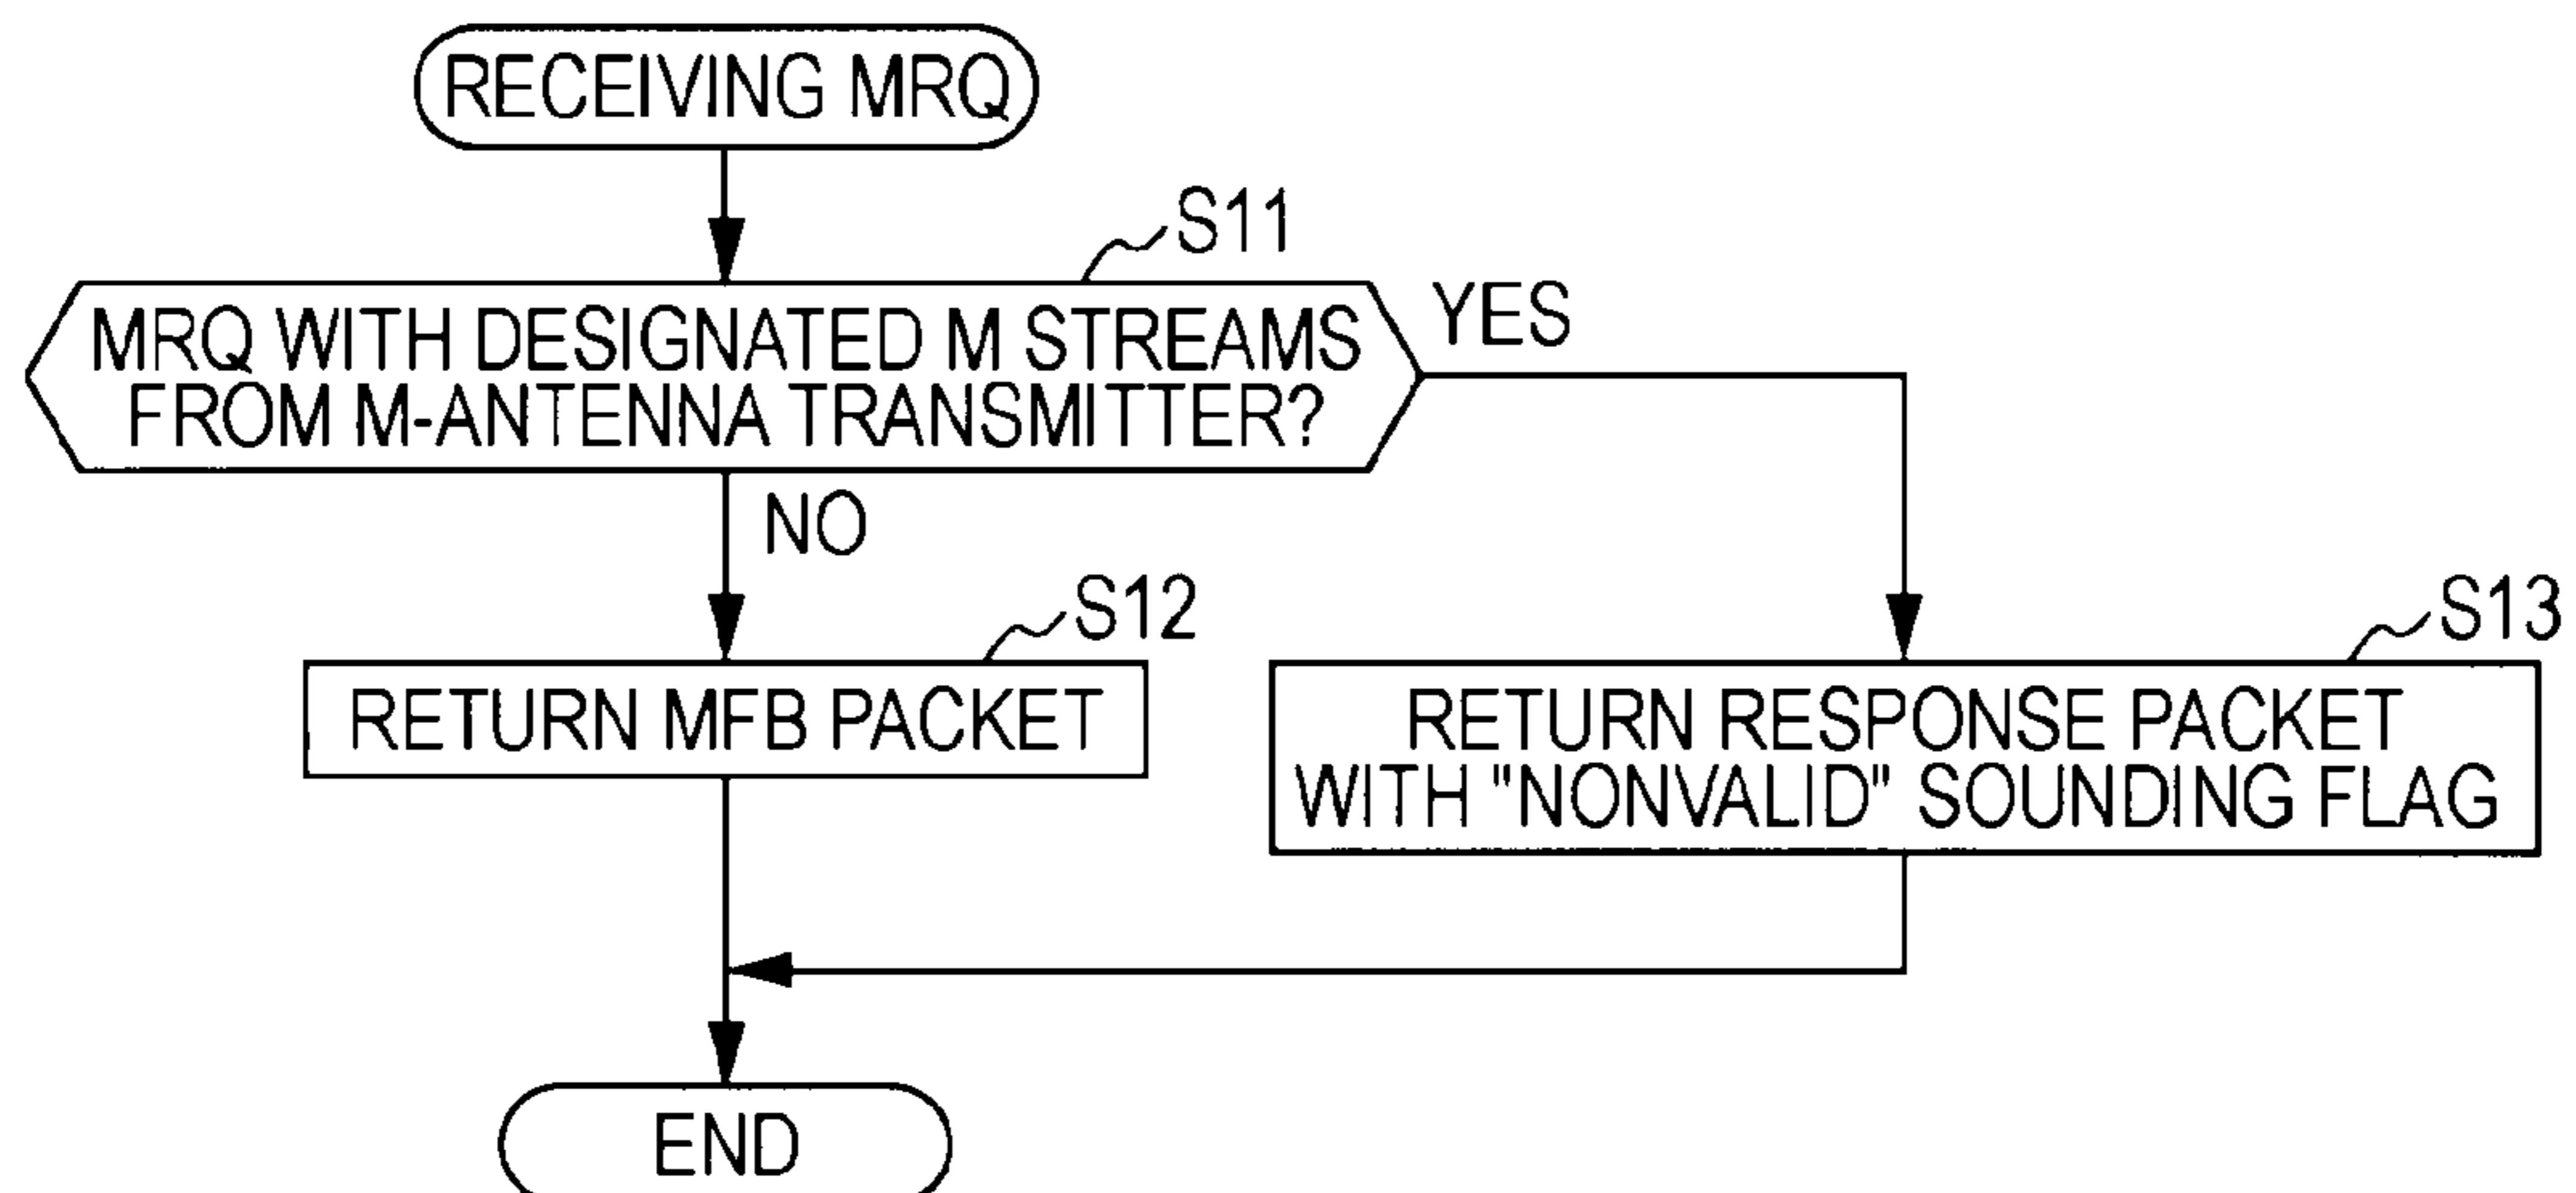 RECEIVING MRQ
S11
MRQ WITH DESIGNATED M STREAMS
FROM M-ANTENNA TRANSMITTER?
YES
NO
S12
RETURN MFB PACKET
S13
RETURN RESPONSE PACKET
WITH "NONVALID" SOUNDING FLAG
END